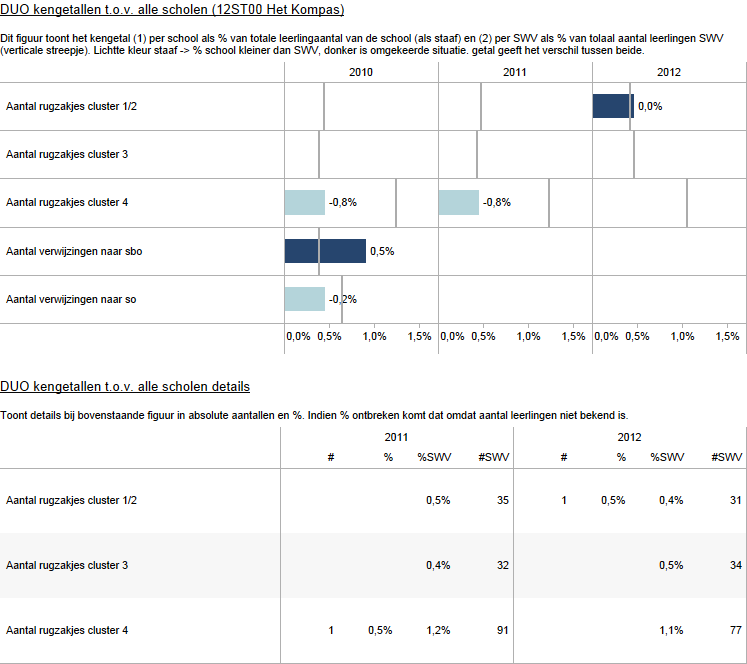 DUO kengetallen t.o.v. alle scholen (12ST00 Het Kompas)
Dit figuur toont het kengetal (1) per school als % van totale leerlingaantal van de school (als staaf) en (2) per SWV als % van tolaal aantal leerlingen SWV
(verticale streepje). Lichtte kleur staaf -> % school kleiner dan SWV, donker is omgekeerde situatie. getal geeft het verschil tussen beide.
2010 2011 2012
Aantal rugzakjes cluster 1/2 0,0%
Aantal rugzakjes cluster 3
Aantal rugzakjes cluster 4 -0,8% -0,8%
Aantal verwijzingen naar sbo 0,5%
Aantal verwijzingen naar so -0,2%
0,0% 0,5% 1,0% 1,5% 0,0% 0,5% 1,0% 1,5% 0,0% 0,5% 1,0% 1,5%
DUO kengetallen t.o.v. alle scholen details
Toont details bij bovenstaande figuur in absolute aantallen en %. Indien % ontbreken komt dat omdat aantal leerlingen niet bekend is.
2011 2012
# % %SWV #SWV # % %SWV #SWV
Aantal rugzakjes cluster 1/2 0,5% 35 1 0,5% 0,4% 31
Aantal rugzakjes cluster 3 0,4% 32 0,5% 34
Aantal rugzakjes cluster 4 1 0,5% 1,2% 91 1,1% 77